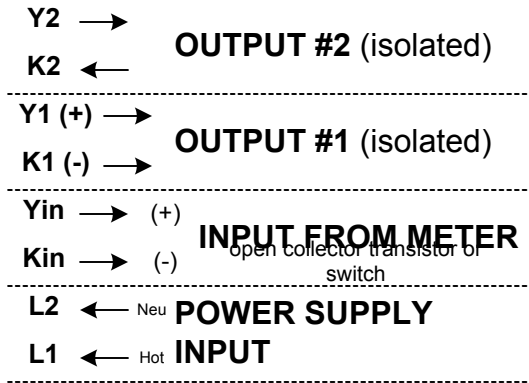 Y2
OUTPUT #2 (isolated)
K2
Y1 (+)
OUTPUT #1 (isolated)
K1 (-)
Yin (+)
INPUT FROM METER
Kin (-)
open collector transistor or
switch
L2 Neu POWER SUPPLY
L1 Hot INPUT